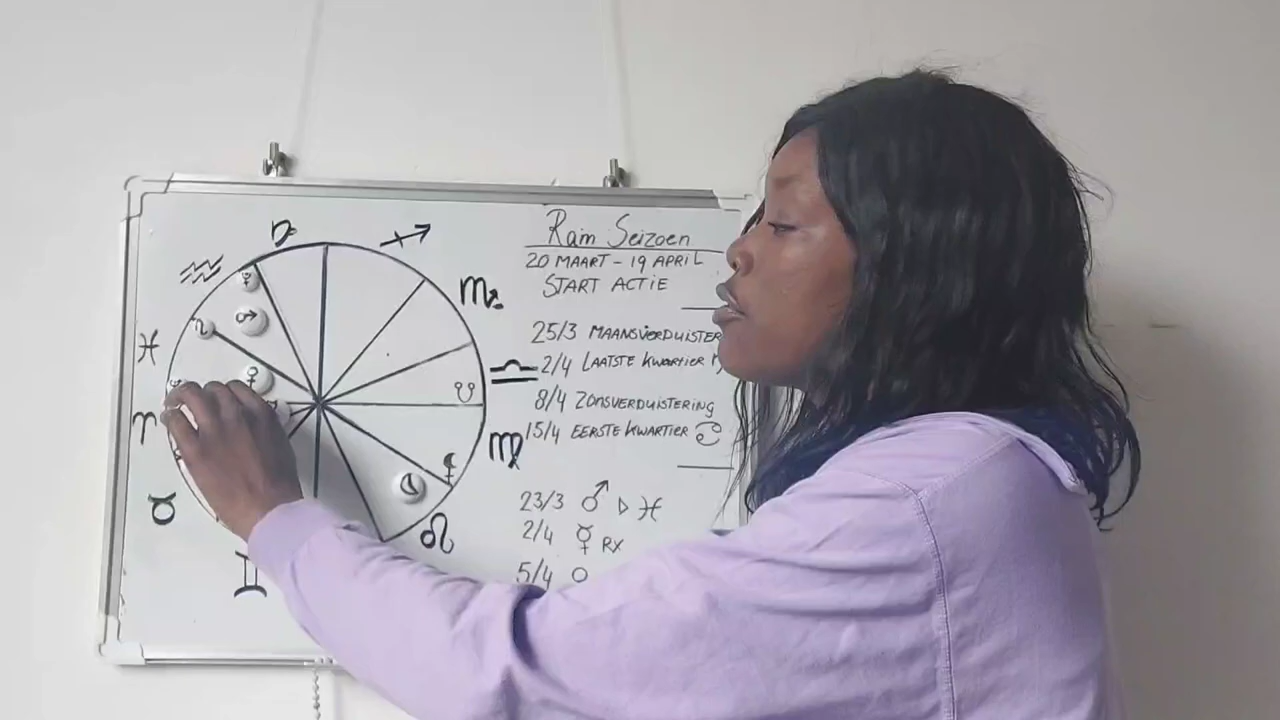 Ram Seizoen
20 MAART - 19 APRIL
START ACTIE
25/3 MAANSVERDUISTER
2/4 LAATSTE KWARTIER
8/4 ZONSVERDUISTERING
15/4 EERSTE KWARTIER ♋
23/3 ♂ D ♓
2/4 ☿ RX
5/4
♑
♐
♒
♏
♓
♎
♈
♍
♉
♌
♊